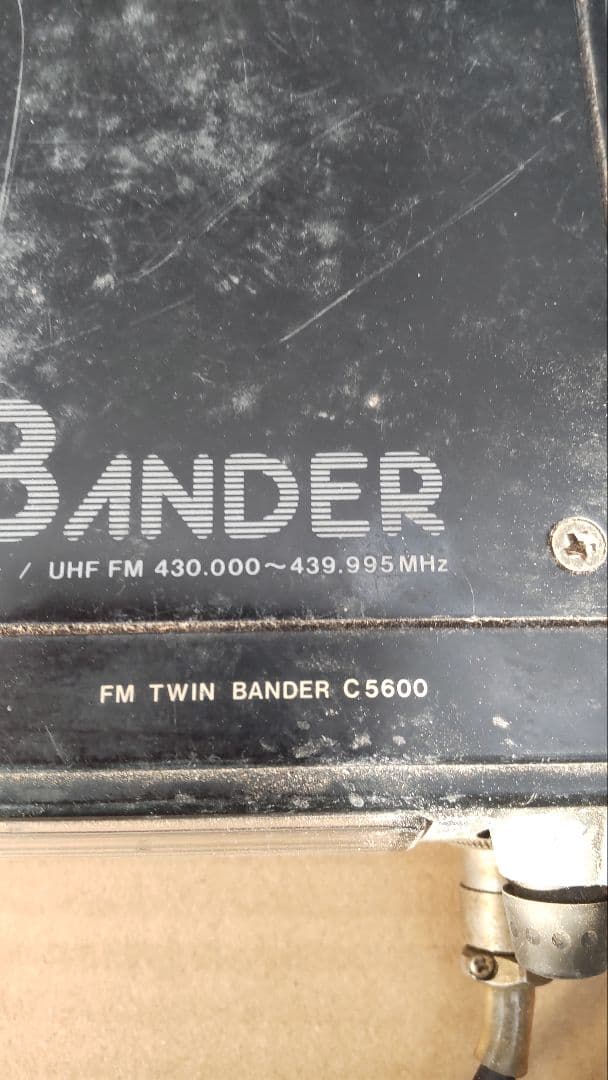 BANDER
/ UHF FM 430.000～439.995MHz
FM TWIN BANDER C5600